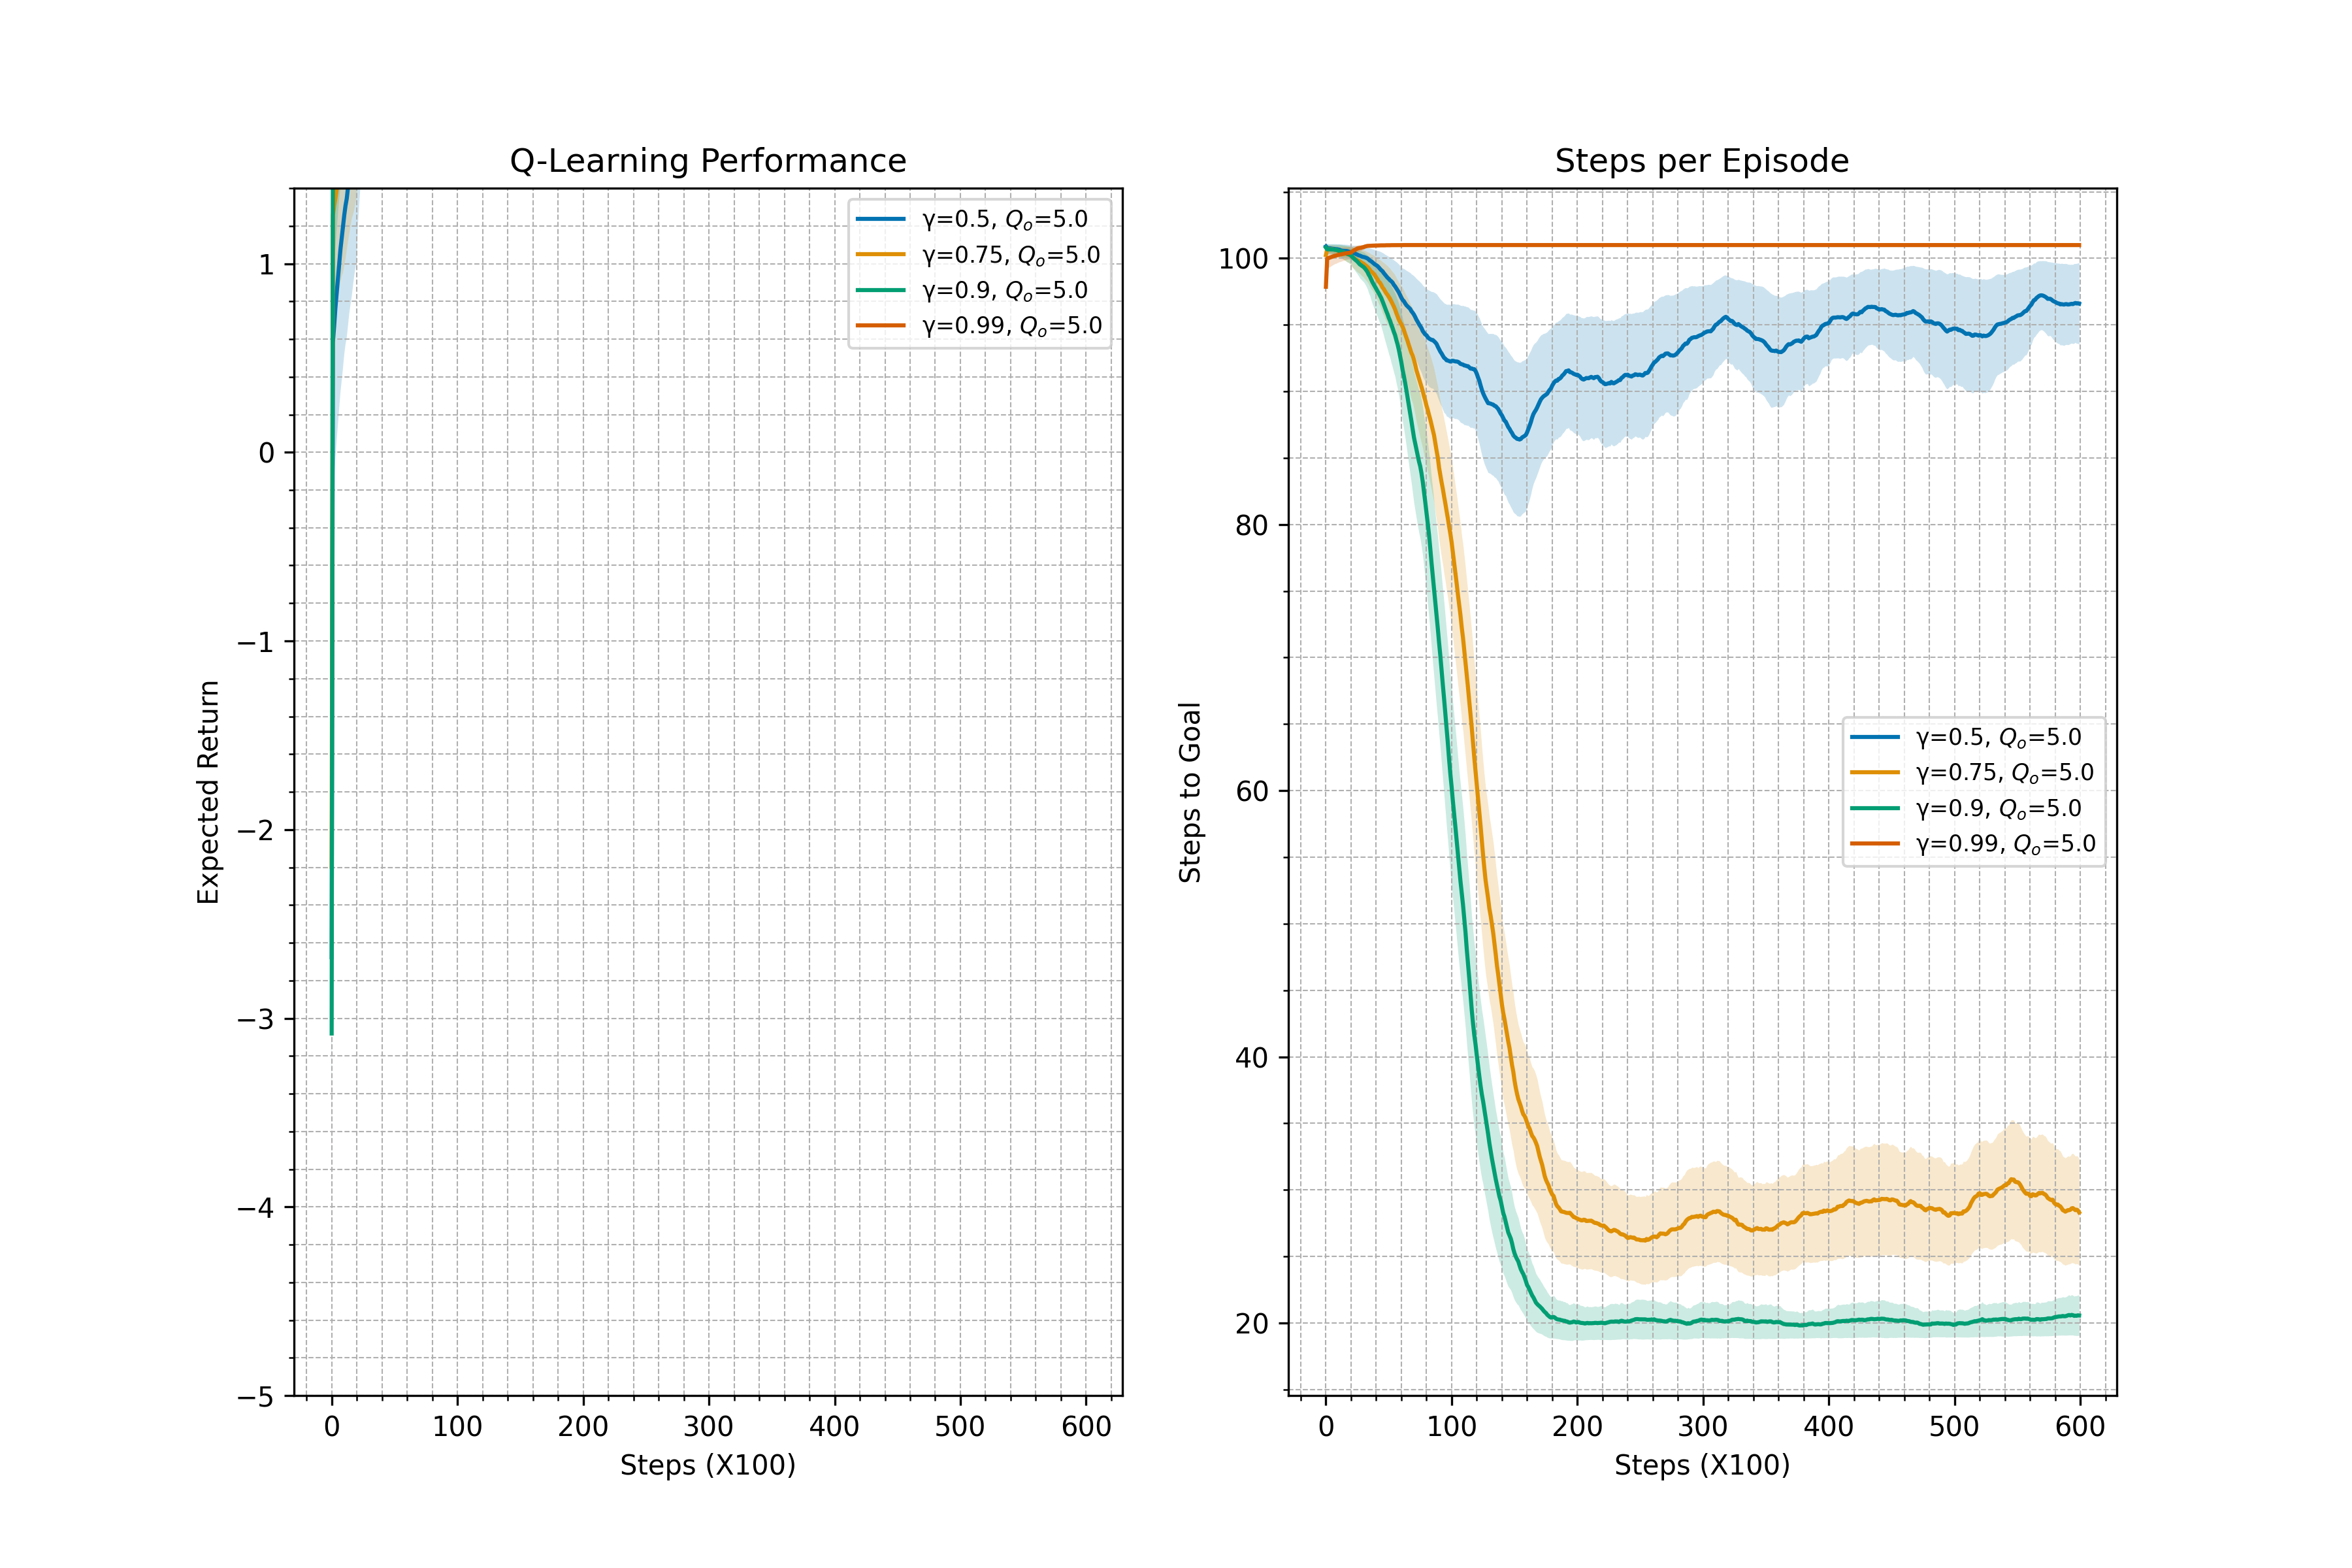 Q-Learning Performance
Expected Return
1
0
−1
−2
−3
−4
−5
0 100 200 300 400 500 600
Steps (X100)
γ=0.5, Qₒ=5.0
γ=0.75, Qₒ=5.0
γ=0.9, Qₒ=5.0
γ=0.99, Qₒ=5.0
Steps per Episode
Steps to Goal
100
80
60
40
20
0 100 200 300 400 500 600
Steps (X100)
γ=0.5, Qₒ=5.0
γ=0.75, Qₒ=5.0
γ=0.9, Qₒ=5.0
γ=0.99, Qₒ=5.0